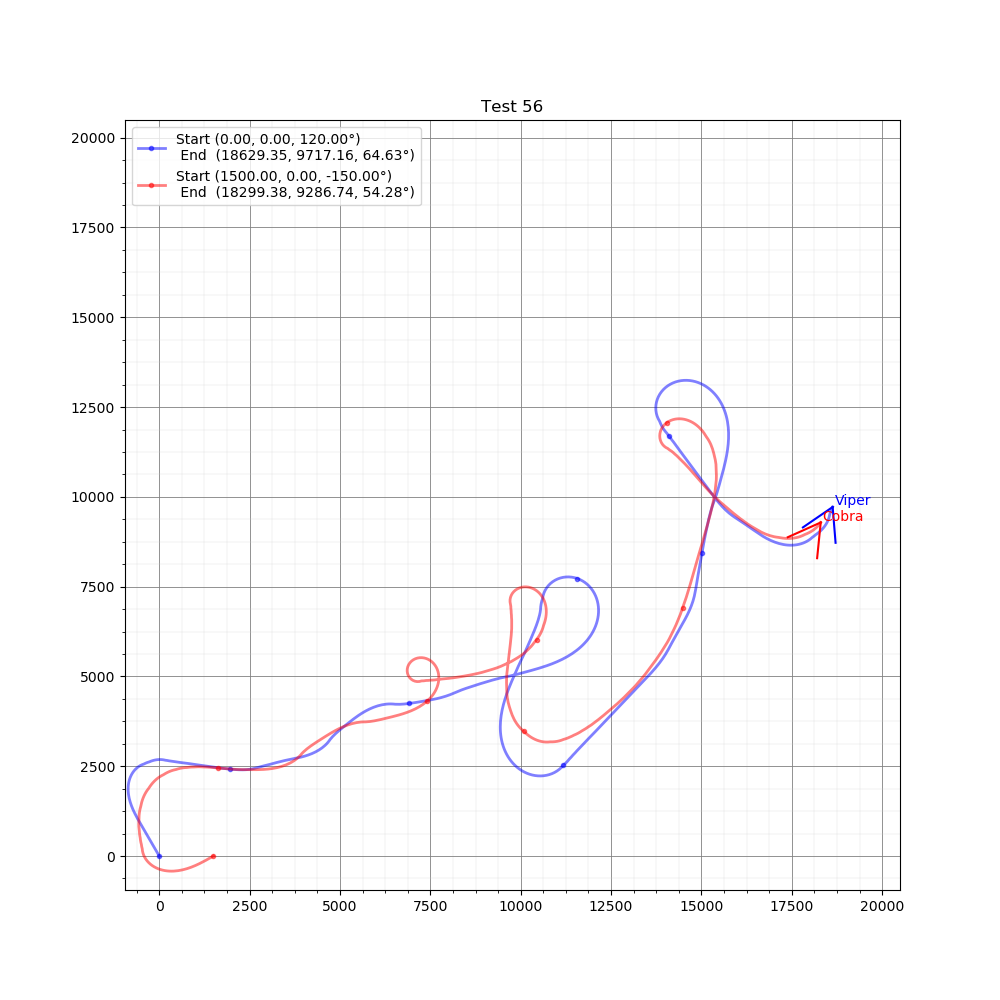 Test 56
Start (0.00, 0.00, 120.00°)
End (18629.35, 9717.16, 64.63°)
Start (1500.00, 0.00, -150.00°)
End (18299.38, 9286.74, 54.28°)
20000
17500
15000
12500
10000
7500
5000
2500
0
Viper
Cobra
0 2500 5000 7500 10000 12500 15000 17500 20000